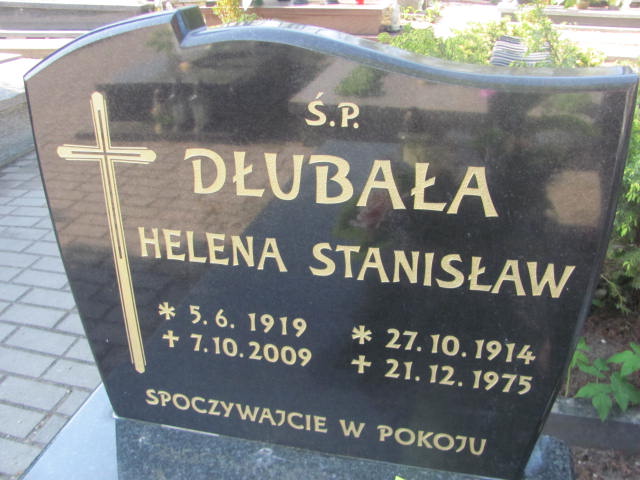 Ś.P.
DŁUBAŁA
HELENA STANISŁAW
* 5.6.1919 * 27.10.1914
+ 7.10.2009 + 21.12.1975
SPOCZYWAJCIE W POKOJU